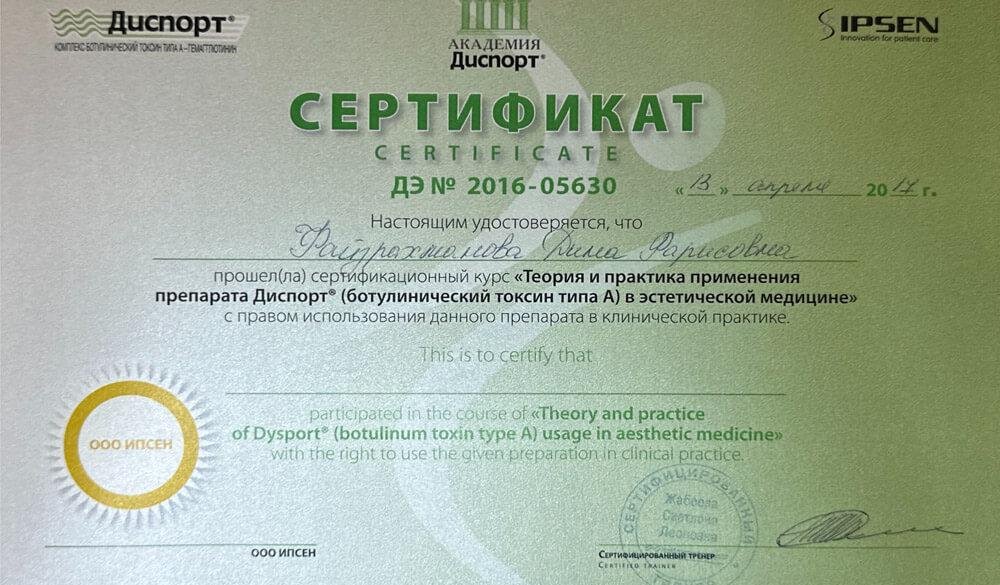 Диспорт®
КОМПЛЕКС БОТУЛИНИЧЕСКИЙ ТОКСИН ТИПА А–ГЕМАГГЛЮТИНИН
АКАДЕМИЯ
Диспорт®
IPSEN
Innovation for patient care
СЕРТИФИКАТ
CERTIFICATE
ДЭ № 2016-05630
« 13 » апреля 2017 г.
Настоящим удостоверяется, что
Файзрахманова Дина Фарисовна
прошел(ла) сертификационный курс «Теория и практика применения
препарата Диспорт® (ботулинический токсин типа А) в эстетической медицине»
с правом использования данного препарата в клинической практике.
This is to certify that
participated in the course of «Theory and practice
of Dysport® (botulinum toxin type A) usage in aesthetic medicine»
with the right to use the given preparation in clinical practice.
ООО ИПСЕН
СЕРТИФИЦИРОВАННЫЙ
Светлана
Леоновна
ООО ИПСЕН
СЕРТИФИЦИРОВАННЫЙ ТРЕНЕР
CERTIFIED TRAINER